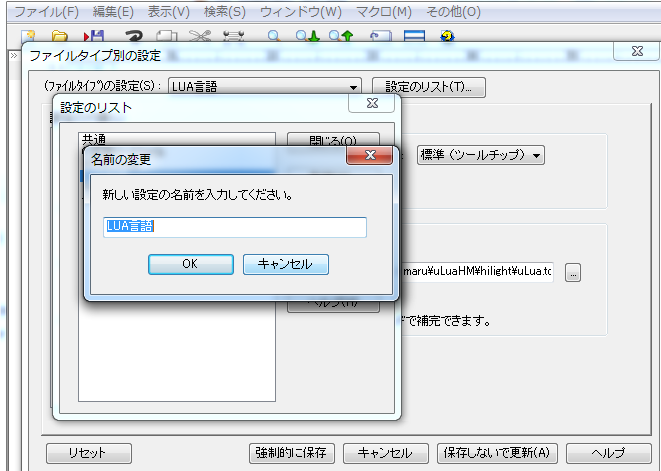 ファイル(F) 編集(E) 表示(V) 検索(S) ウィンドウ(W) マクロ(M) その他(O)
ファイルタイプ別の設定
(ﾌｧｲﾙﾀｲﾌﾟ)の設定(S): LUA言語 設定のリスト(T)...
設定のリスト
共通
閉じる(O)
名前の変更
標準 (ツールチップ)
新しい設定の名前を入力してください。
LUA言語
OK キャンセル
maru¥uLuaHM¥hilight¥uLua.tc ...
ヘルプ(H)
で補完できます。
リセット 強制的に保存 キャンセル 保存しないで更新(A) ヘルプ